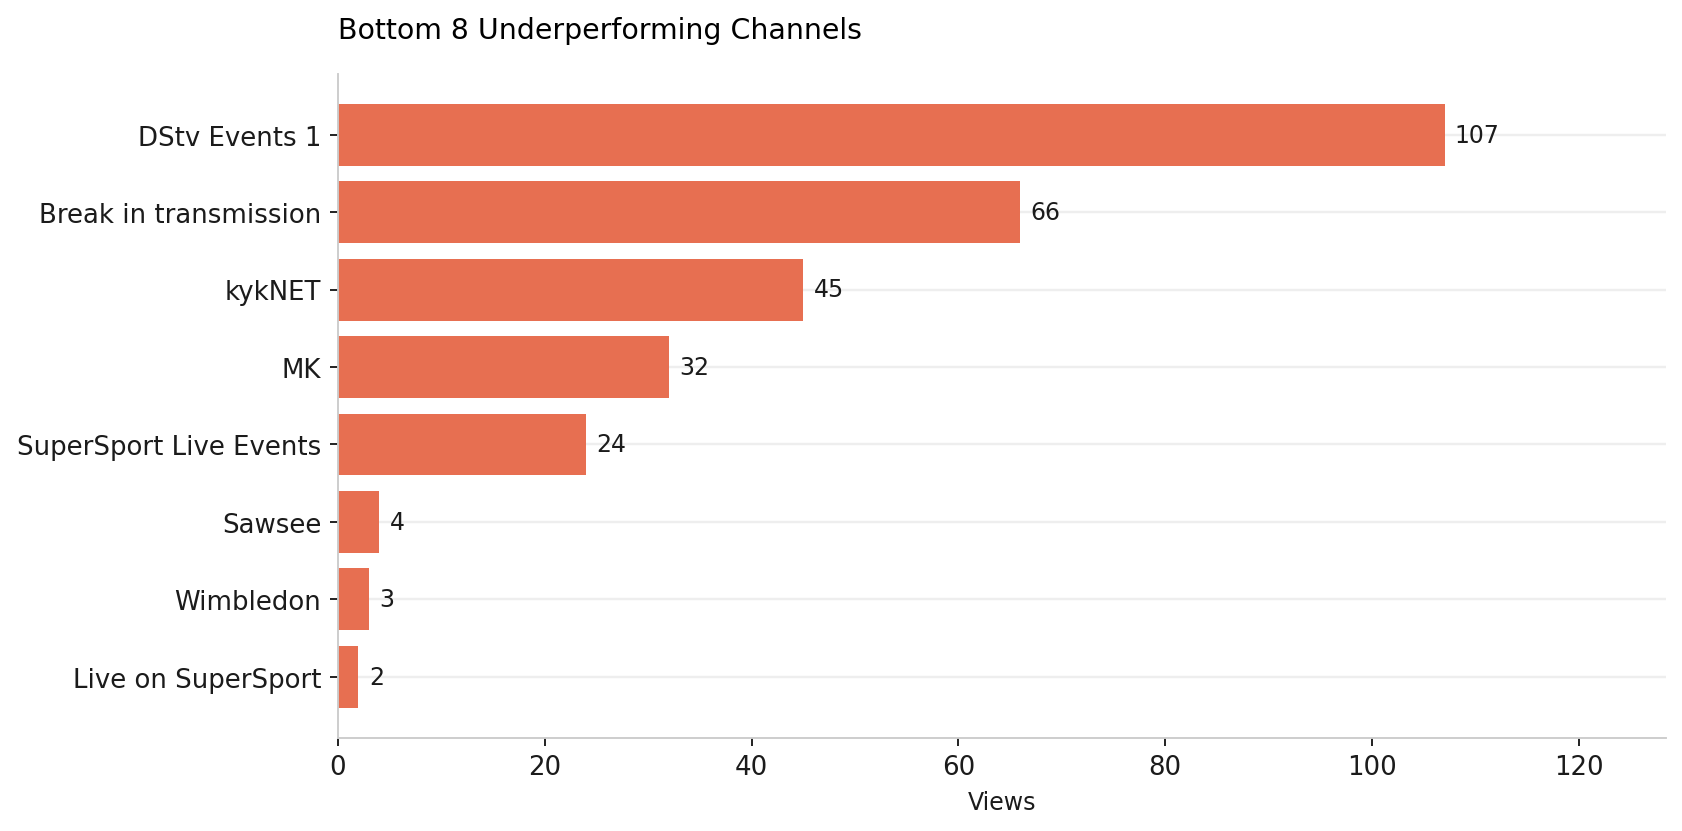 Bottom 8 Underperforming Channels
DStv Events 1 107
Break in transmission 66
kykNET 45
MK 32
SuperSport Live Events 24
Sawsee 4
Wimbledon 3
Live on SuperSport 2
0 20 40 60 80 100 120
Views